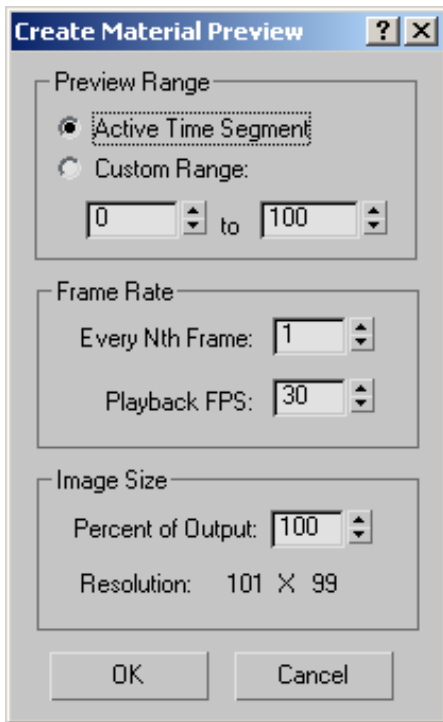 Create Material Preview
Preview Range
Active Time Segment
Custom Range:
0 to 100
Frame Rate
Every Nth Frame: 1
Playback FPS: 30
Image Size
Percent of Output: 100
Resolution: 101 X 99
OK Cancel